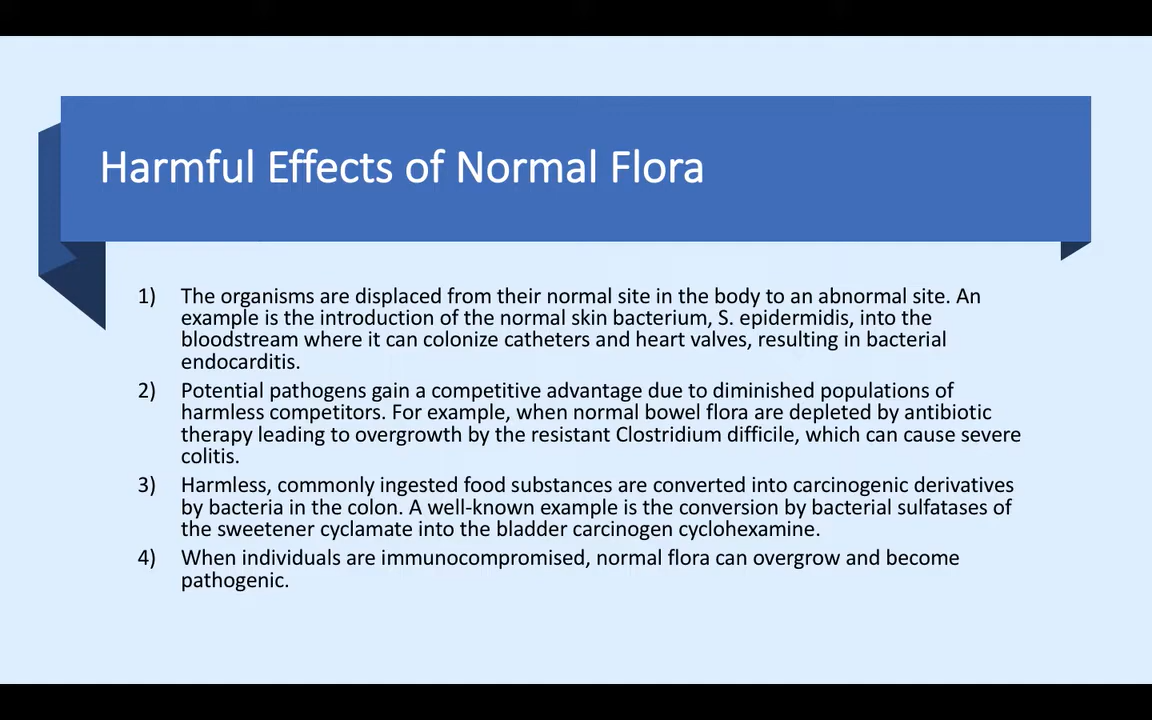 Harmful Effects of Normal Flora
1) The organisms are displaced from their normal site in the body to an abnormal site. An
example is the introduction of the normal skin bacterium, S. epidermidis, into the
bloodstream where it can colonize catheters and heart valves, resulting in bacterial
endocarditis.
2) Potential pathogens gain a competitive advantage due to diminished populations of
harmless competitors. For example, when normal bowel flora are depleted by antibiotic
therapy leading to overgrowth by the resistant Clostridium difficile, which can cause severe
colitis.
3) Harmless, commonly ingested food substances are converted into carcinogenic derivatives
by bacteria in the colon. A well-known example is the conversion by bacterial sulfatases of
the sweetener cyclamate into the bladder carcinogen cyclohexamine.
4) When individuals are immunocompromised, normal flora can overgrow and become
pathogenic.